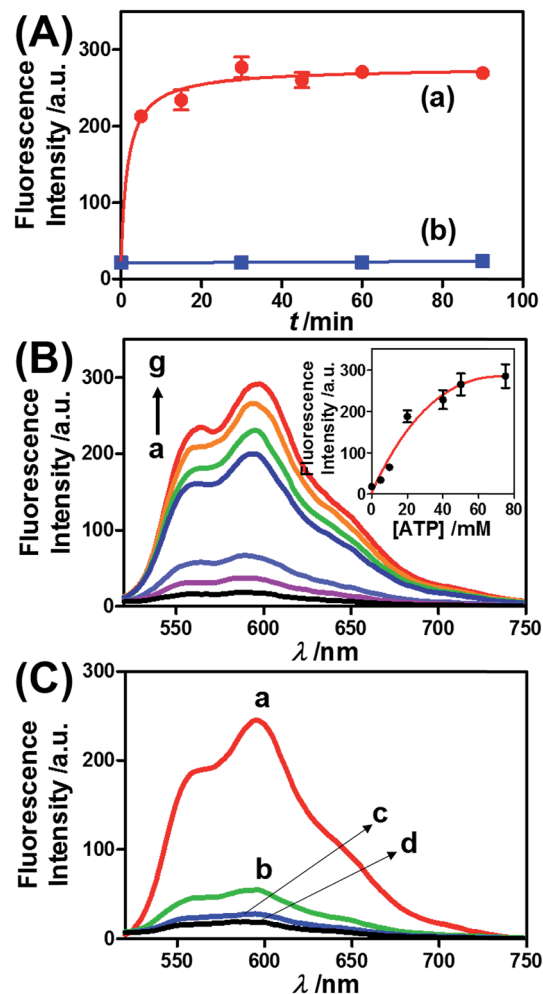 (A)
Fluorescence
Intensity /a.u.
300
200
100
0
(a)
(b)
0 20 40 60 80 100
t /min
(B)
Fluorescence
Intensity /a.u.
300
200
100
0
g
a
Fluorescence
Intensity /a.u.
400
300
200
100
0
0 20 40 60 80
[ATP] /mM
550 600 650 700 750
λ /nm
(C)
Fluorescence
Intensity /a.u.
300
200
100
0
a
c
d
b
550 600 650 700 750
λ /nm